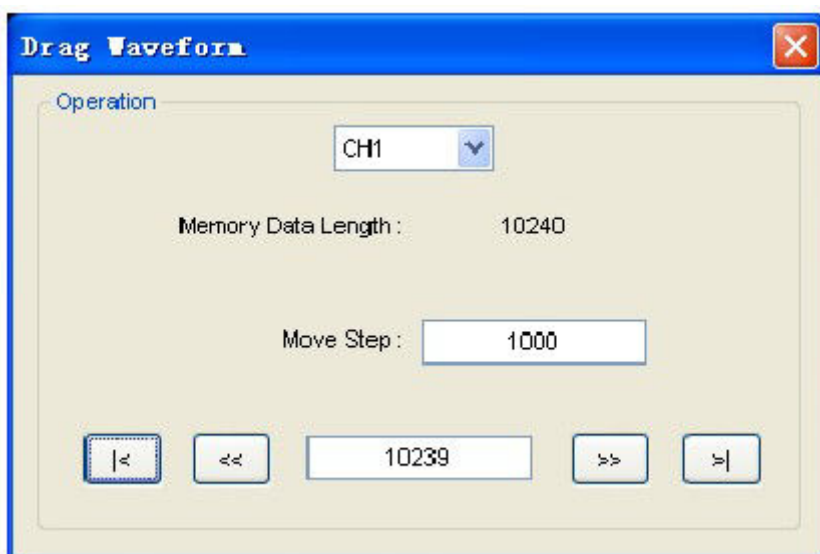 Drag Waveform
Operation
CH1
Memory Data Length : 10240
Move Step : 1000
|< << 10239 >> >|